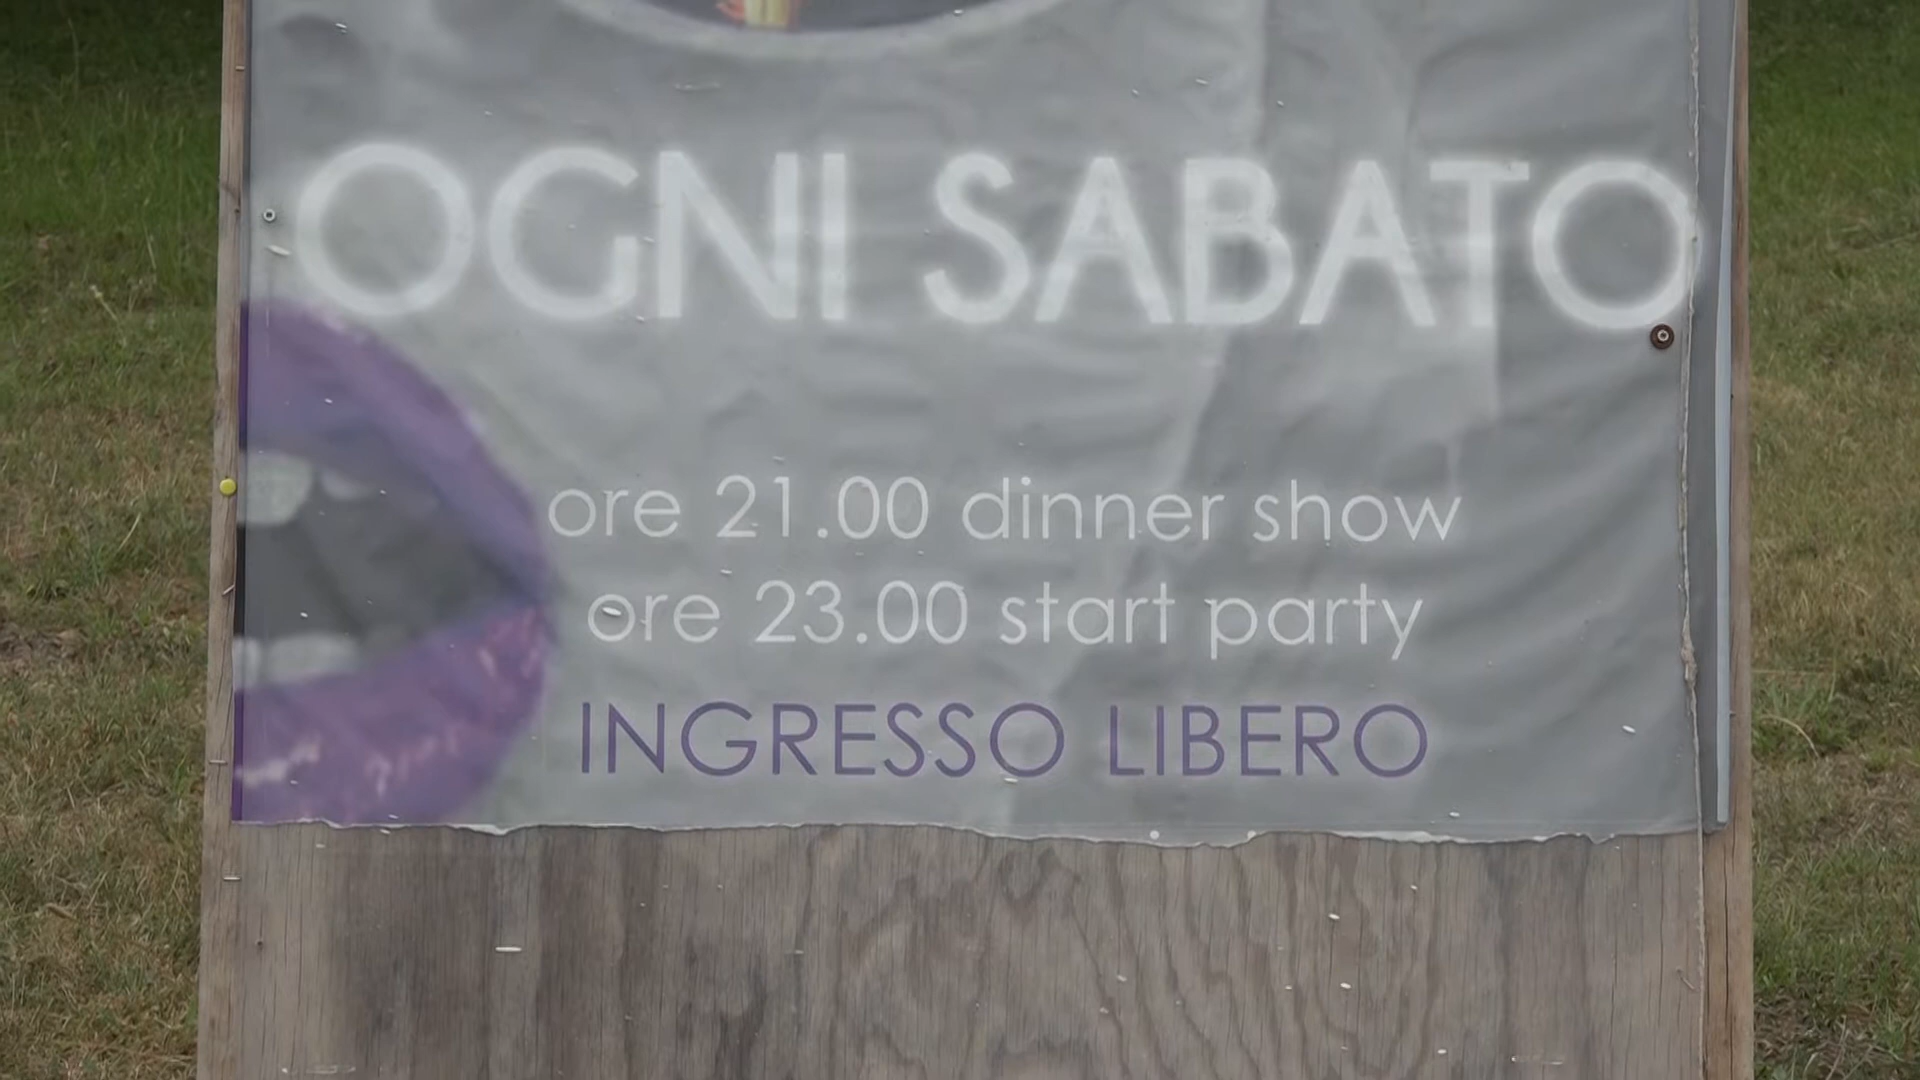 OGNI SABATO
ore 21.00 dinner show
ore 23.00 start party
INGRESSO LIBERO